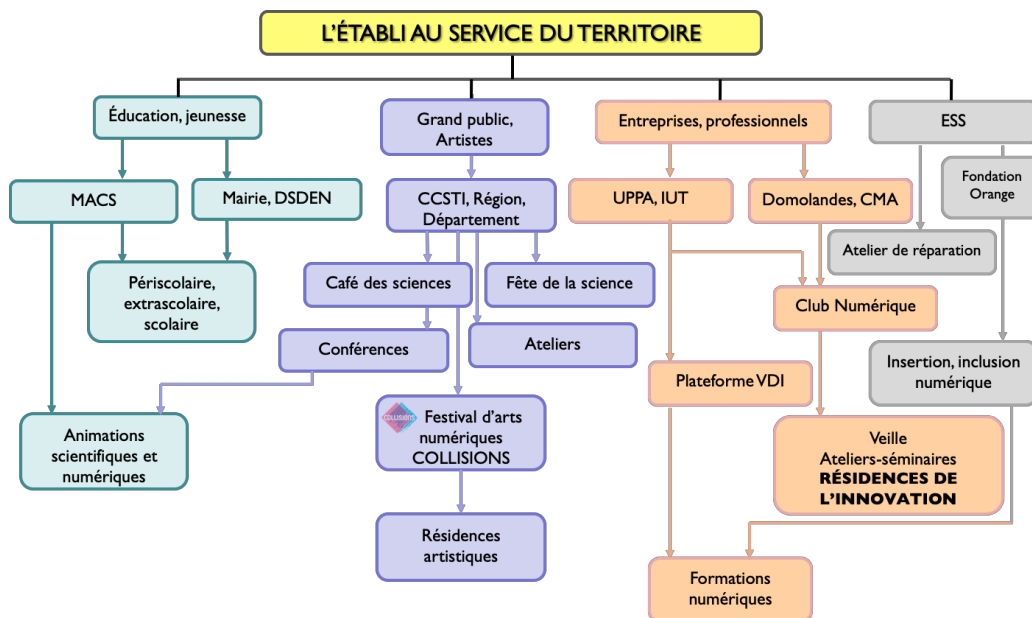 L'ÉTABLI AU SERVICE DU TERRITOIRE
Éducation, jeunesse
Grand public,
Artistes
Entreprises, professionnels
ESS
MACS
Mairie, DSDEN
CCSTI, Région,
Département
UPPA, IUT
Domolandes, CMA
Fondation
Orange
Atelier de réparation
Périscolaire,
extrascolaire,
scolaire
Café des sciences
Fête de la science
Club Numérique
Conférences
Ateliers
Insertion, inclusion
numérique
Plateforme VDI
Animations
scientifiques et
numériques
COLLISIONS
Festival d'arts
numériques
COLLISIONS
Veille
Ateliers-séminaires
RÉSIDENCES DE
L'INNOVATION
Résidences
artistiques
Formations
numériques